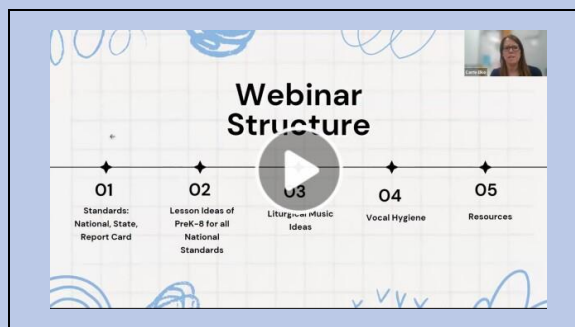 Webinar
Structure
01
Standards:
National, State,
Report Card
02
Lesson Ideas of
PreK-8 for all
National
Standards
03
Liturgical Music
Ideas
04
Vocal Hygiene
05
Resources